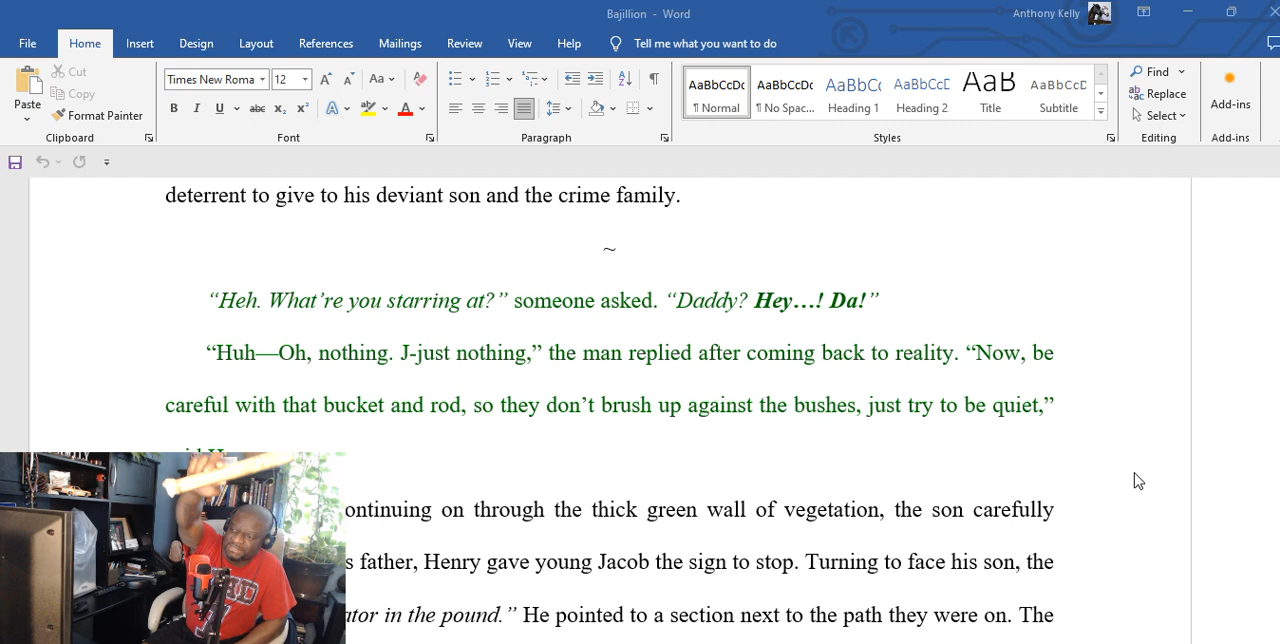 Bajillion - Word
Anthony Kelly
File Home Insert Design Layout References Mailings Review View Help Tell me what you want to do
Paste
Cut
Copy
Format Painter
Clipboard
Times New Roma 12
Aa
B I U abc x₂ x² A A
Font
Paragraph
AaBbCcDc AaBbCcDc AaBbCc AaBbCcE AaB AaBbCcD
¶ Normal ¶ No Spac... Heading 1 Heading 2 Title Subtitle
Styles
Find
Replace
Select
Editing
Add-ins
Add-ins
deterrent to give to his deviant son and the crime family.
~
“Heh. What’re you starring at?” someone asked. “Daddy? Hey…! Da!”
“Huh—Oh, nothing. J-just nothing,” the man replied after coming back to reality. “Now, be
careful with that bucket and rod, so they don’t brush up against the bushes, just try to be quiet,”
ontinuing on through the thick green wall of vegetation, the son carefully
s father, Henry gave young Jacob the sign to stop. Turning to face his son, the
ator in the pound.” He pointed to a section next to the path they were on. The